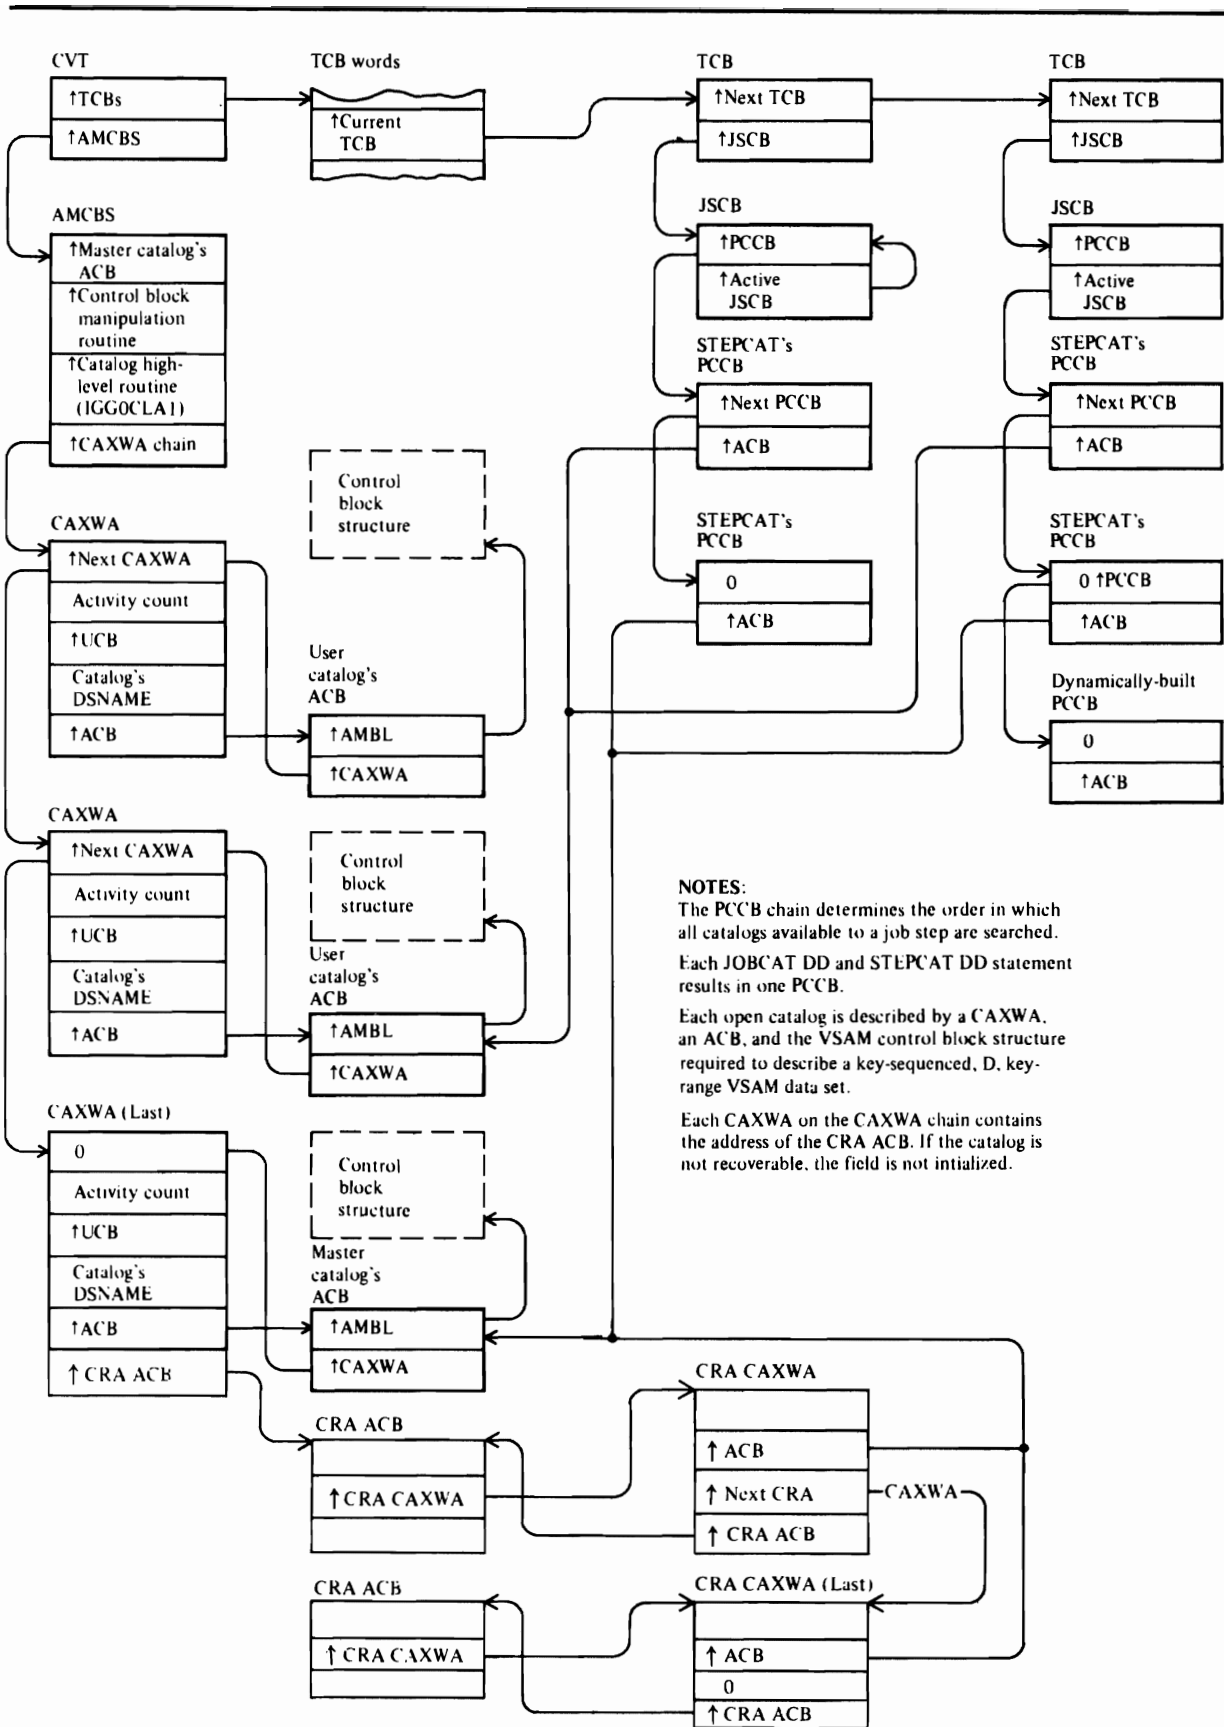 CVT
↑TCBs
↑AMCBS
TCB words
↑Current
TCB
TCB
↑Next TCB
↑JSCB
TCB
↑Next TCB
↑JSCB
AMCBS
↑Master catalog's
ACB
↑Control block
manipulation
routine
↑Catalog high-
level routine
(IGG0CLA1)
↑CAXWA chain
JSCB
↑PCCB
↑Active
JSCB
JSCB
↑PCCB
↑Active
JSCB
STEPCAT's
PCCB
↑Next PCCB
↑ACB
STEPCAT's
PCCB
↑Next PCCB
↑ACB
Control
block
structure
STEPCAT's
PCCB
0
↑ACB
STEPCAT's
PCCB
0 ↑PCCB
↑ACB
Dynamically-built
PCCB
0
↑ACB
CAXWA
↑Next CAXWA
Activity count
↑UCB
Catalog's
DSNAME
↑ACB
User
catalog's
ACB
↑AMBL
↑CAXWA
CAXWA
↑Next CAXWA
Activity count
↑UCB
Catalog's
DSNAME
↑ACB
Control
block
structure
User
catalog's
ACB
↑AMBL
↑CAXWA
NOTES:
The PCCB chain determines the order in which
all catalogs available to a job step are searched.
Each JOBCAT DD and STEPCAT DD statement
results in one PCCB.
Each open catalog is described by a CAXWA,
an ACB, and the VSAM control block structure
required to describe a key-sequenced, D, key-
range VSAM data set.
Each CAXWA on the CAXWA chain contains
the address of the CRA ACB. If the catalog is
not recoverable, the field is not intialized.
CAXWA (Last)
0
Activity count
↑UCB
Catalog's
DSNAME
↑ACB
↑ CRA ACB
Control
block
structure
Master
catalog's
ACB
↑AMBL
↑CAXWA
CRA ACB
↑ CRA CAXWA
CRA CAXWA
↑ ACB
↑ Next CRA
CAXWA
↑ CRA ACB
CRA ACB
↑ CRA CAXWA
CRA CAXWA (Last)
↑ ACB
0
↑ CRA ACB